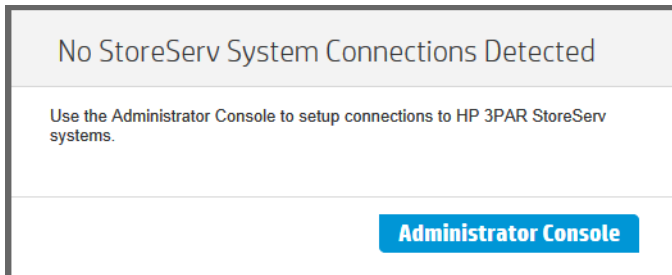 No StoreServ System Connections Detected
Use the Administrator Console to setup connections to HP 3PAR StoreServ
systems.
Administrator Console